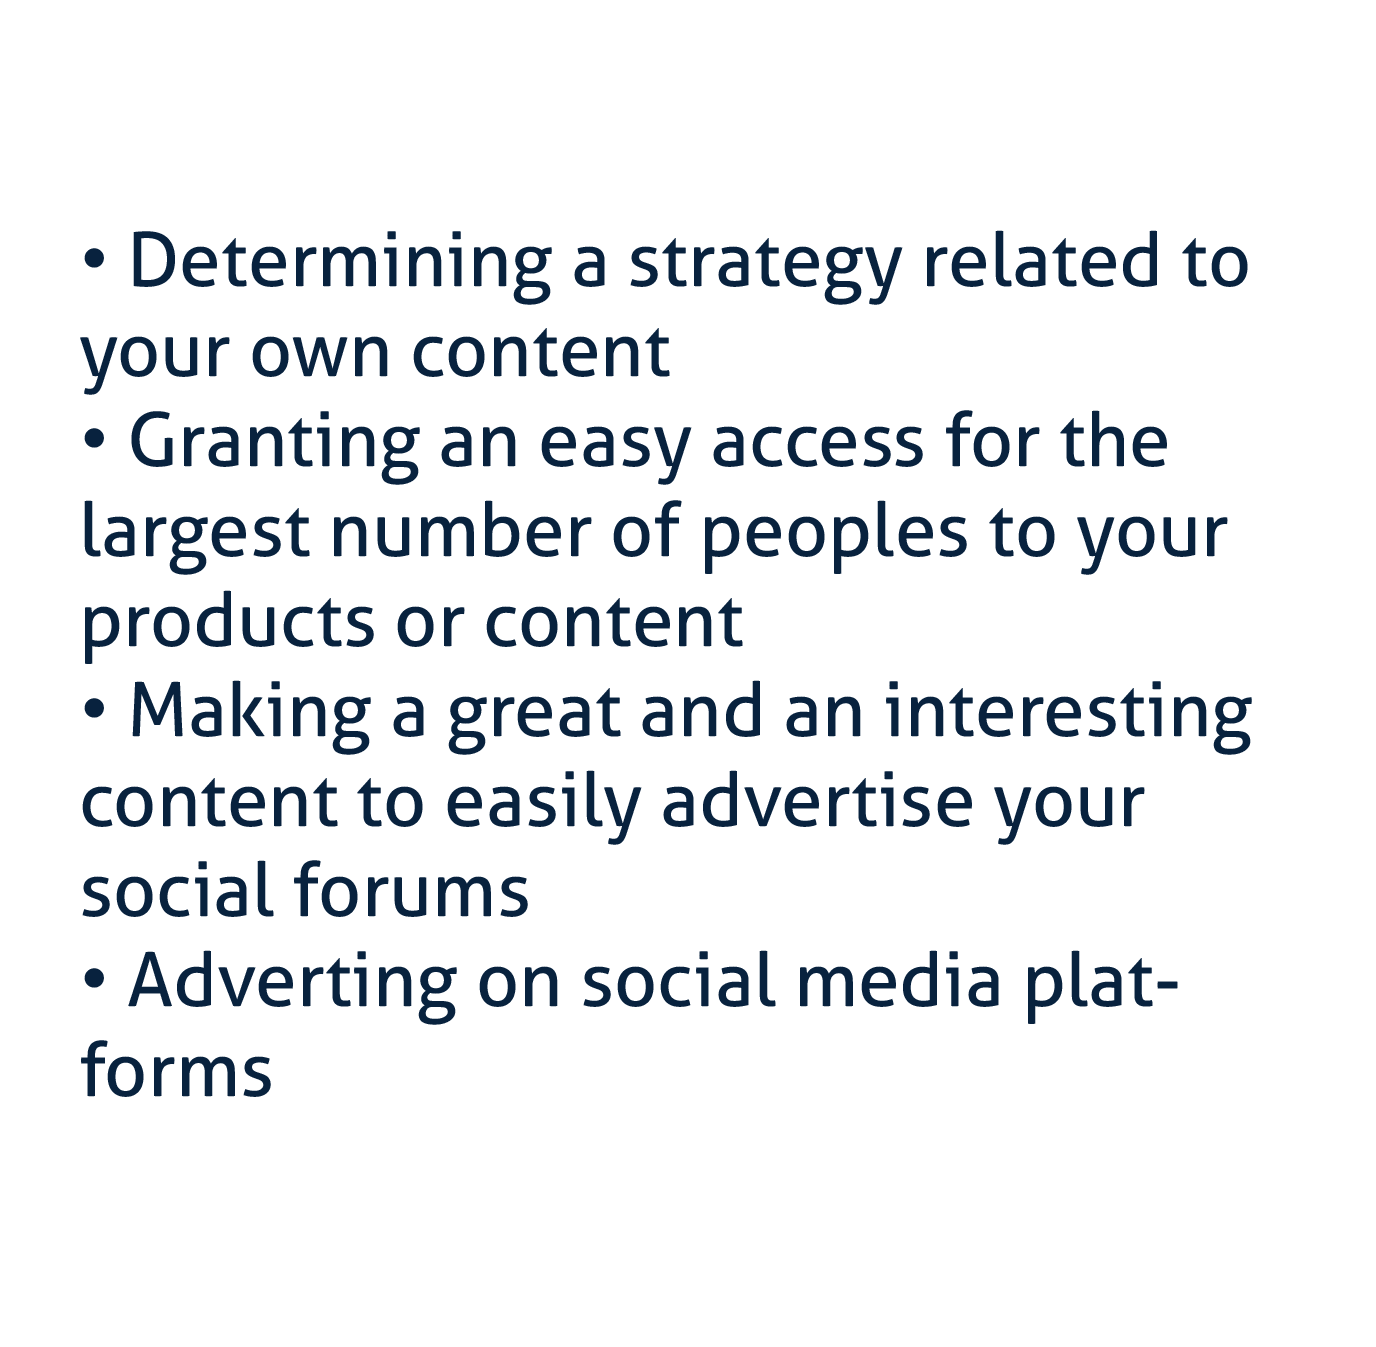 • Determining a strategy related to
your own content
• Granting an easy access for the
largest number of peoples to your
products or content
• Making a great and an interesting
content to easily advertise your
social forums
• Adverting on social media plat-
forms